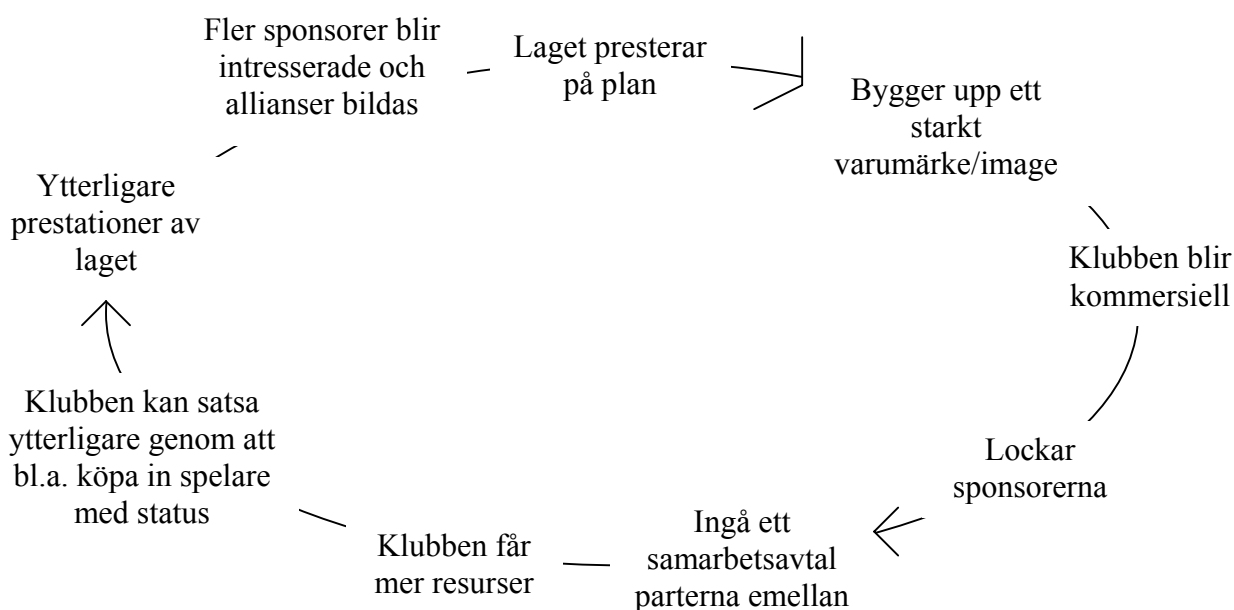 Fler sponsorer blir
intresserade och
allianser bildas
Laget presterar
på plan
Bygger upp ett
starkt
varumärke/image
Klubben blir
kommersiell
Lockar
sponsorerna
Ingå ett
samarbetsavtal
parterna emellan
Klubben får
mer resurser
Klubben kan satsa
ytterligare genom att
bl.a. köpa in spelare
med status
Ytterligare
prestationer av
laget